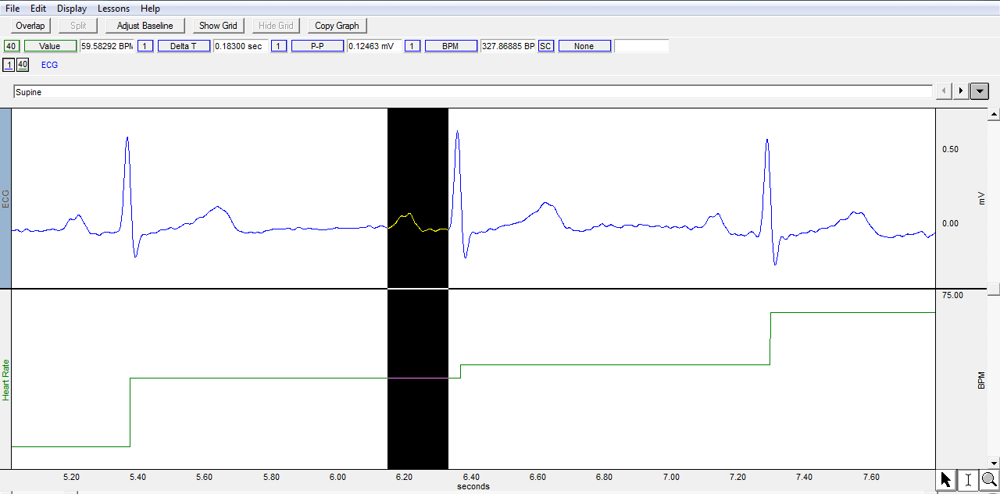 File Edit Display Lessons Help
Overlap Split Adjust Baseline Show Grid Hide Grid Copy Graph
40 Value 59.58292 BPM 1 Delta T 0.18300 sec 1 P-P 0.12463 mV 1 BPM 327.86885 BP SC None
1 40 ECG
Supine
ECG
0.50
0.00
mV
Heart Rate
75.00
BPM
5.20 5.40 5.60 5.80 6.00 6.20 6.40 6.60 6.80 7.00 7.20 7.40 7.60
seconds